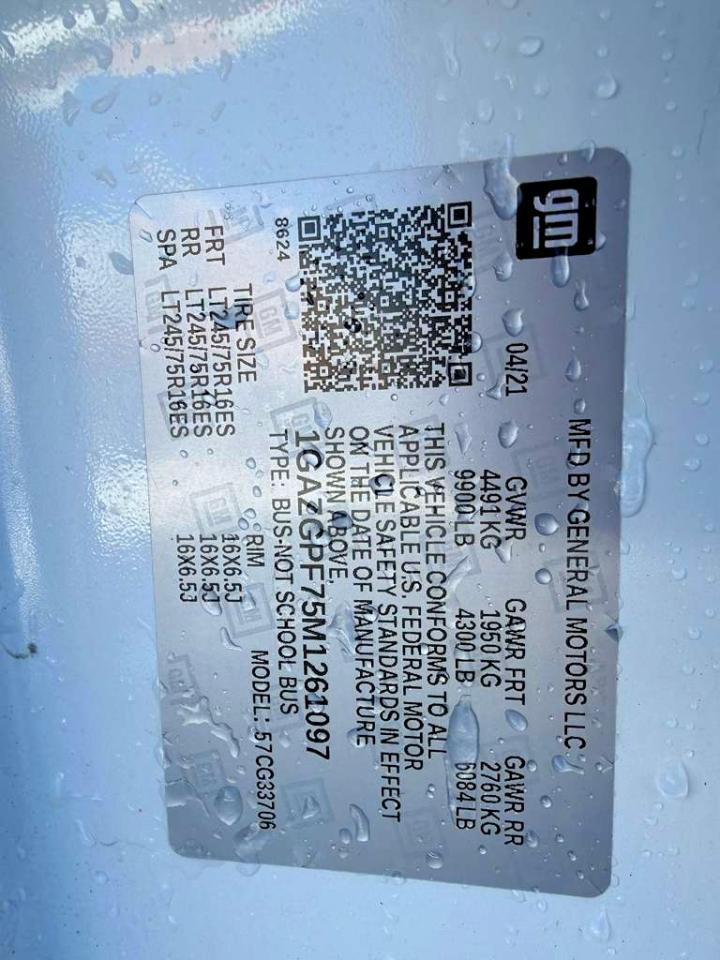 gm
MFD BY GENERAL MOTORS LLC
04/21 GVWR GAWR FRT GAWR RR
4491 KG 1950 KG 2760 KG
9900 LB 4300 LB 6084 LB
THIS VEHICLE CONFORMS TO ALL
APPLICABLE U.S. FEDERAL MOTOR
VEHICLE SAFETY STANDARDS IN EFFECT
ON THE DATE OF MANUFACTURE
SHOWN ABOVE.
8624 1GAZGPF75M1261097
TYPE: BUS-NOT SCHOOL BUS
MODEL: 57CG33706
TIRE SIZE RIM
FRT LT245/75R16ES 16X6.5J
RR LT245/75R16ES 16X6.5J
SPA LT245/75R16ES 16X6.5J